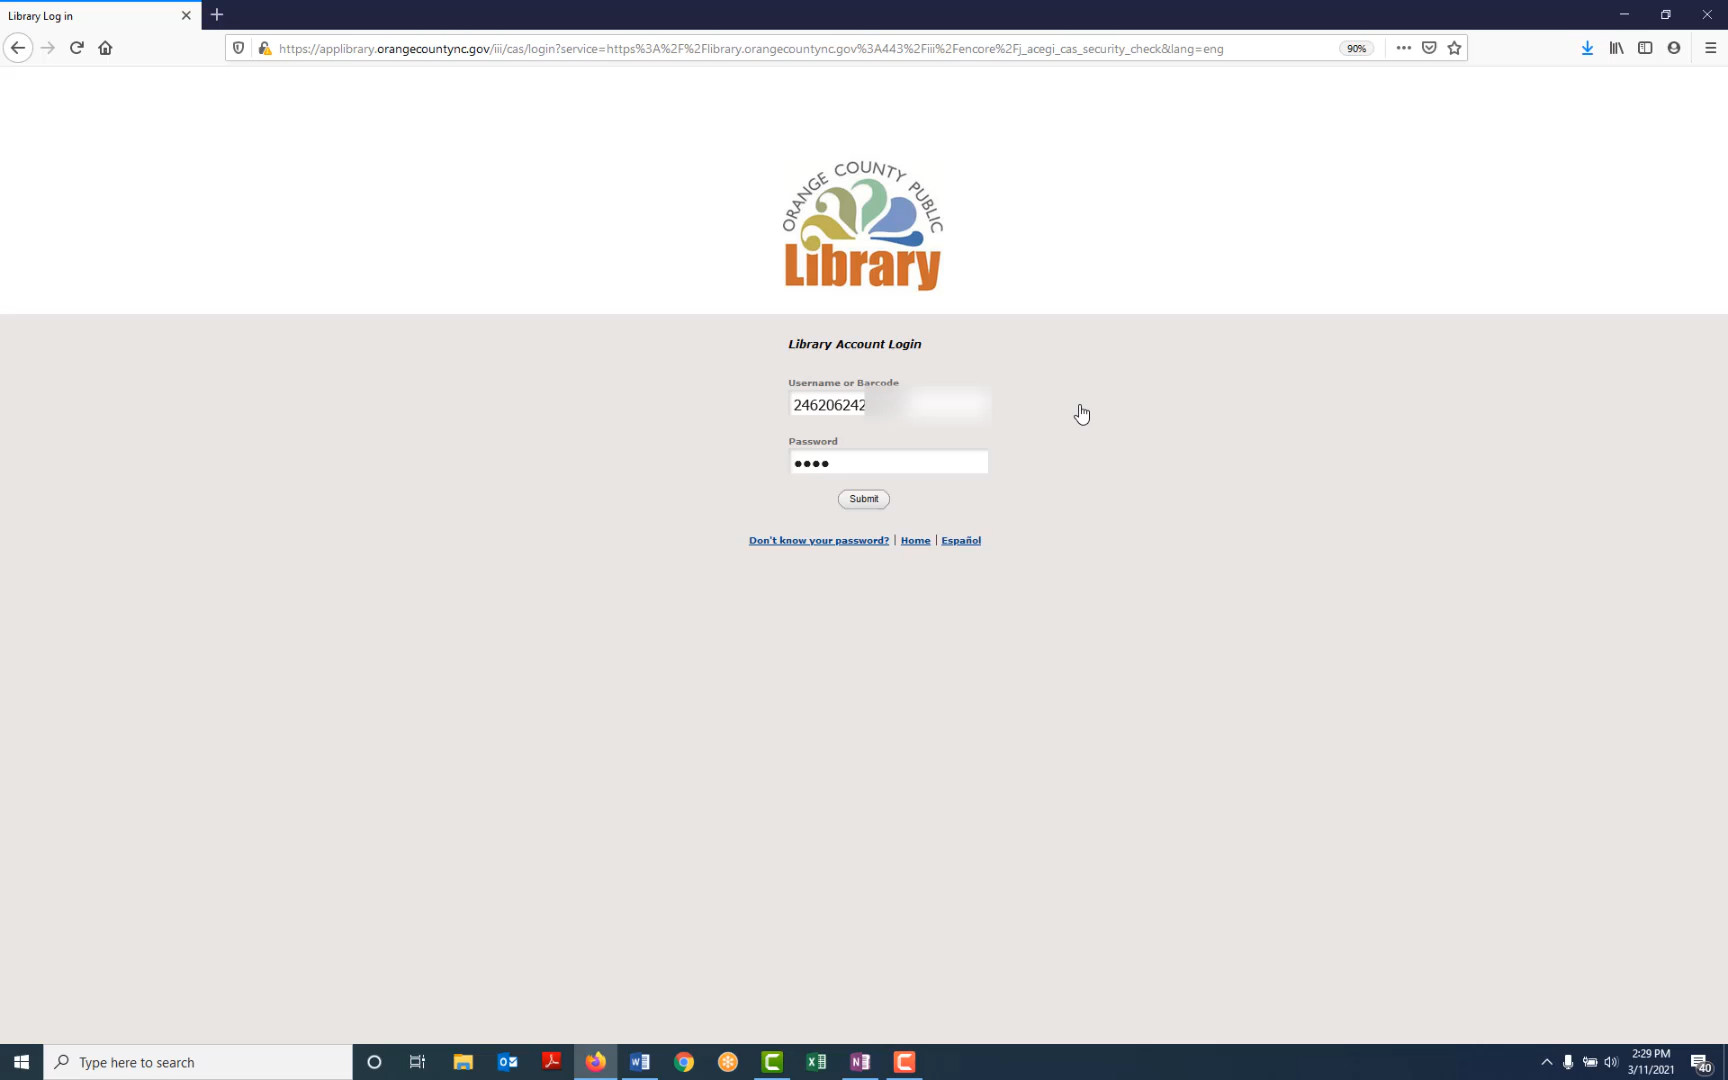 Library Log in
https://applibrary.orangecountync.gov/iii/cas/login?service=https%3A%2F%2Flibrary.orangecountync.gov%3A443%2Fiii%2Fencore%2Fj_acegi_cas_security_check&lang=eng
90%
ORANGE COUNTY PUBLIC
Library
Library Account Login
Username or Barcode
246206242
Password
Submit
Don't know your password? | Home | Español
Type here to search
2:29 PM
3/11/2021
40